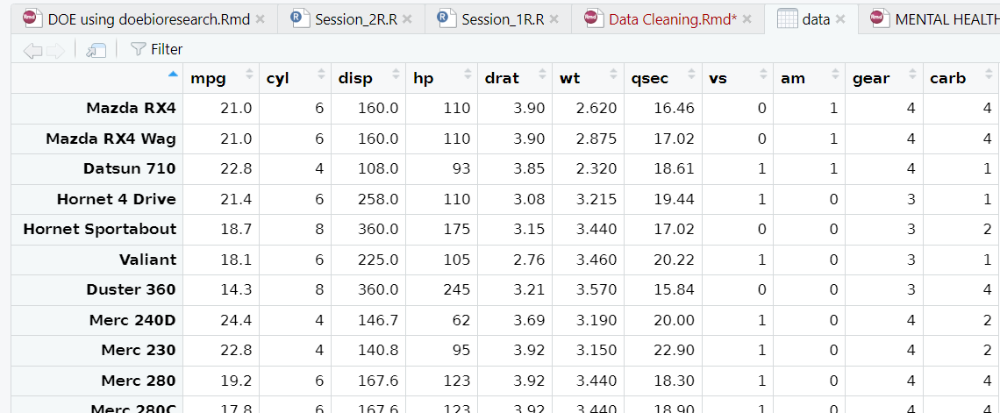 Rmd DOE using doebioresearch.Rmd R Session_2R.R R Session_1R.R Rmd Data Cleaning.Rmd* data Rmd MENTAL HEALTH
Filter
mpg cyl disp hp drat wt qsec vs am gear carb
Mazda RX4 21.0 6 160.0 110 3.90 2.620 16.46 0 1 4 4
Mazda RX4 Wag 21.0 6 160.0 110 3.90 2.875 17.02 0 1 4 4
Datsun 710 22.8 4 108.0 93 3.85 2.320 18.61 1 1 4 1
Hornet 4 Drive 21.4 6 258.0 110 3.08 3.215 19.44 1 0 3 1
Hornet Sportabout 18.7 8 360.0 175 3.15 3.440 17.02 0 0 3 2
Valiant 18.1 6 225.0 105 2.76 3.460 20.22 1 0 3 1
Duster 360 14.3 8 360.0 245 3.21 3.570 15.84 0 0 3 4
Merc 240D 24.4 4 146.7 62 3.69 3.190 20.00 1 0 4 2
Merc 230 22.8 4 140.8 95 3.92 3.150 22.90 1 0 4 2
Merc 280 19.2 6 167.6 123 3.92 3.440 18.30 1 0 4 4
Merc 280C 17.8 6 167.6 123 3.92 3.440 18.90 1 0 4 4